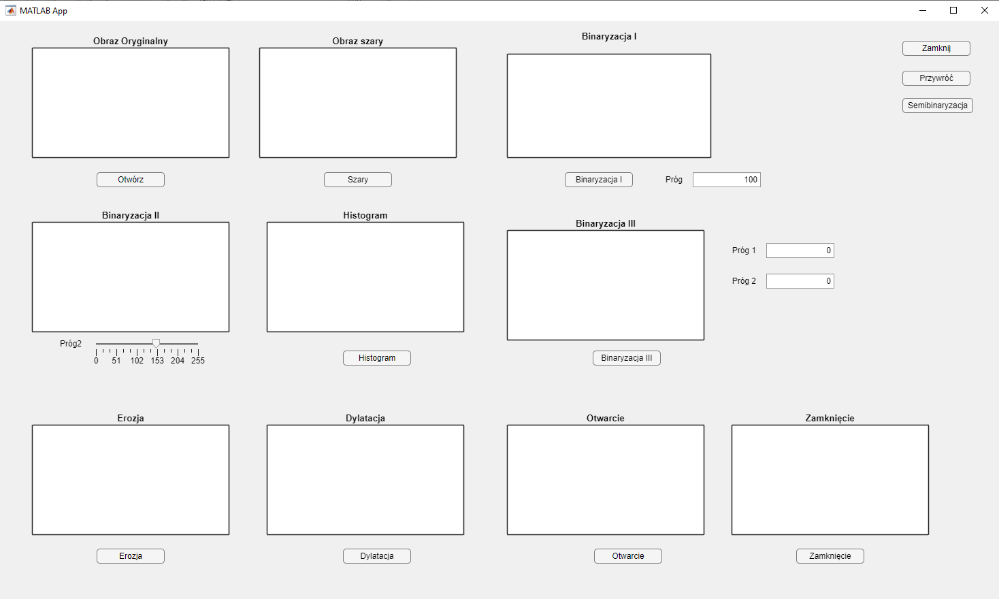 MATLAB App
Obraz Oryginalny
Obraz szary
Binaryzacja I
Zamknij
Przywróć
Semibinaryzacja
Otwórz
Szary
Binaryzacja I
Próg
100
Binaryzacja II
Histogram
Binaryzacja III
Próg 1
0
Próg 2
0
Próg2
0 51 102 153 204 255
Histogram
Binaryzacja III
Erozja
Dylatacja
Otwarcie
Zamknięcie
Erozja
Dylatacja
Otwarcie
Zamknięcie